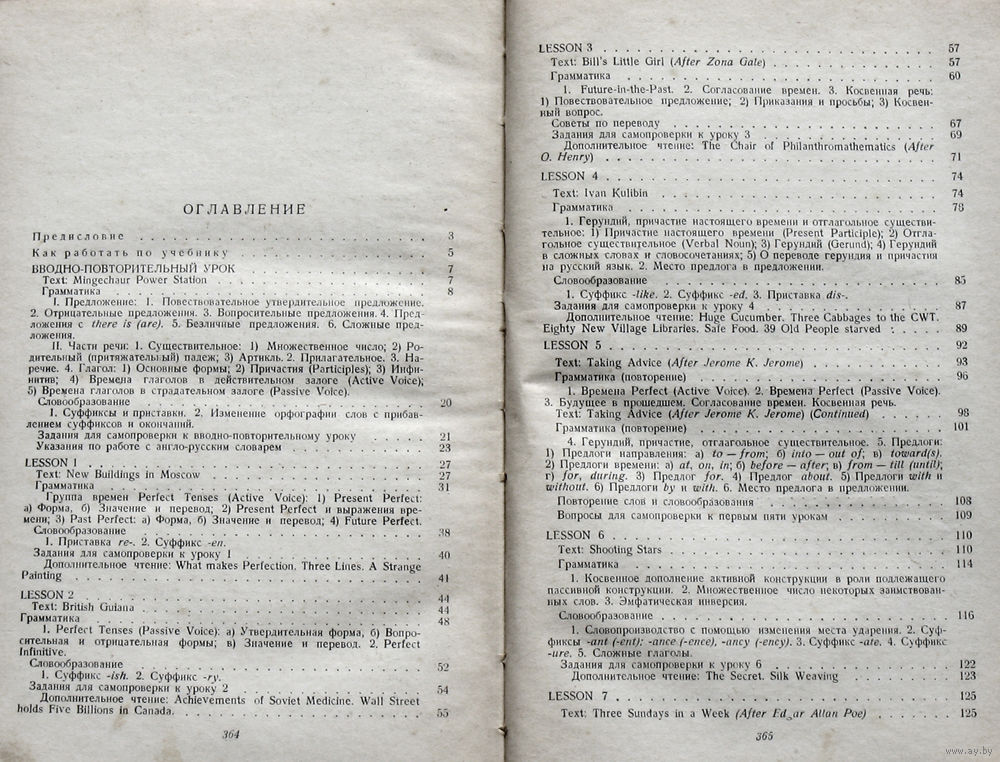 ОГЛАВЛЕНИЕ
Предисловие . . . 3
Как работать по учебнику . . . 5
ВВОДНО-ПОВТОРИТЕЛЬНЫЙ УРОК . . . 7
Text: Mingechaur Power Station . . . 7
Грамматика . . . 8
I. Предложение: 1. Повествовательное утвердительное предложение.
2. Отрицательные предложения. 3. Вопросительные предложения. 4. Пред-
ложения с there is (are). 5. Безличные предложения. 6. Сложные пред-
ложения.
II. Части речи: 1. Существительное: 1) Множественное число; 2) Ро-
дительный (притяжательный) падеж; 3) Артикль. 2. Прилагательное. 3. На-
речие. 4. Глагол: 1) Основные формы; 2) Причастия (Participles); 3) Инфи-
нитив; 4) Времена глаголов в действительном залоге (Active Voice);
5) Времена глаголов в страдательном залоге (Passive Voice).
Словообразование . . . 20
1. Суффиксы и приставки. 2. Изменение орфографии слов с прибав-
лением суффиксов и окончаний.
Задания для самопроверки к вводно-повторительному уроку . . . 21
Указания по работе с англо-русским словарем . . . 23
LESSON 1 . . . 27
Text: New Buildings in Moscow . . . 27
Грамматика . . . 31
Группа времен Perfect Tenses (Active Voice): 1) Present Perfect:
а) Форма, б) Значение и перевод; 2) Present Perfect и выражения вре-
мени; 3) Past Perfect: а) Форма, б) Значение и перевод; 4) Future Perfect.
Словообразование . . . 38
1. Приставка re-. 2. Суффикс -en.
Задания для самопроверки к уроку 1 . . . 40
Дополнительное чтение: What makes Perfection. Three Lines. A Strange
Painting . . . 41
LESSON 2 . . . 44
Text: British Guiana . . . 44
Грамматика . . . 48
1. Perfect Tenses (Passive Voice): а) Утвердительная форма, б) Вопро-
сительная и отрицательная формы; в) Значение и перевод. 2. Perfect
Infinitive.
Словообразование . . . 52
1. Суффикс -ish. 2. Суффикс -ry.
Задания для самопроверки к уроку 2 . . . 54
Дополнительное чтение: Achievements of Soviet Medicine. Wall Street
holds Five Billions in Canada. . . . 55
364
LESSON 3 . . . 57
Text: Bill's Little Girl (After Zona Gale) . . . 57
Грамматика . . . 60
1. Future-in-the-Past. 2. Согласование времен. 3. Косвенная речь:
1) Повествовательное предложение; 2) Приказания и просьбы; 3) Косвен-
ный вопрос.
Советы по переводу . . . 67
Задания для самопроверки к уроку 3 . . . 69
Дополнительное чтение: The Chair of Philanthromathematics (After
O. Henry) . . . 71
LESSON 4 . . . 74
Text: Ivan Kulibin . . . 74
Грамматика . . . 78
1. Герундий, причастие настоящего времени и отглагольное существи-
тельное: 1) Причастие настоящего времени (Present Participle); 2) Отгла-
гольное существительное (Verbal Noun); 3) Герундий (Gerund); 4) Герундий
в сложных словах и словосочетаниях; 5) О переводе герундия и причастия
на русский язык. 2. Место предлога в предложении.
Словообразование . . . 85
1. Суффикс -like. 2. Суффикс -ed. 3. Приставка dis-.
Задания для самопроверки к уроку 4 . . . 87
Дополнительное чтение: Huge Cucumber. Three Cabbages to the CWT.
Eighty New Village Libraries. Safe Food. 39 Old People starved . . . 89
LESSON 5 . . . 92
Text: Taking Advice (After Jerome K. Jerome) . . . 93
Грамматика (повторение) . . . 96
1. Времена Perfect (Active Voice). 2. Времена Perfect (Passive Voice).
3. Будущее в прошедшем. Согласование времен. Косвенная речь.
Text: Taking Advice (After Jerome K. Jerome) (Continued) . . . 98
Грамматика (повторение) . . . 101
4. Герундий, причастие, отглагольное существительное. 5. Предлоги:
1) Предлоги направления: а) to — from; б) into — out of; в) toward(s).
2) Предлоги времени: а) at, on, in; б) before — after; в) from — till (until);
г) for, during. 3) Предлог for. 4) Предлог about. 5) Предлоги with и
without. 6) Предлоги by и with. 6. Место предлога в предложении.
Повторение слов и словообразования . . . 108
Вопросы для самопроверки к первым пяти урокам . . . 109
LESSON 6 . . . 110
Text: Shooting Stars . . . 110
Грамматика . . . 114
1. Косвенное дополнение активной конструкции в роли подлежащего
пассивной конструкции. 2. Множественное число некоторых заимствован-
ных слов. 3. Эмфатическая инверсия.
Словообразование . . . 116
1. Словопроизводство с помощью изменения места ударения. 2. Суф-
фиксы -ant (-ent); -ance (-ence), -ancy (-ency). 3. Суффикс -ate. 4. Суффикс
-ure. 5. Сложные глаголы.
Задания для самопроверки к уроку 6 . . . 122
Дополнительное чтение: The Secret. Silk Weaving . . . 123
LESSON 7 . . . 125
Text: Three Sundays in a Week (After Edgar Allan Poe) . . . 125
365
www.ay.by